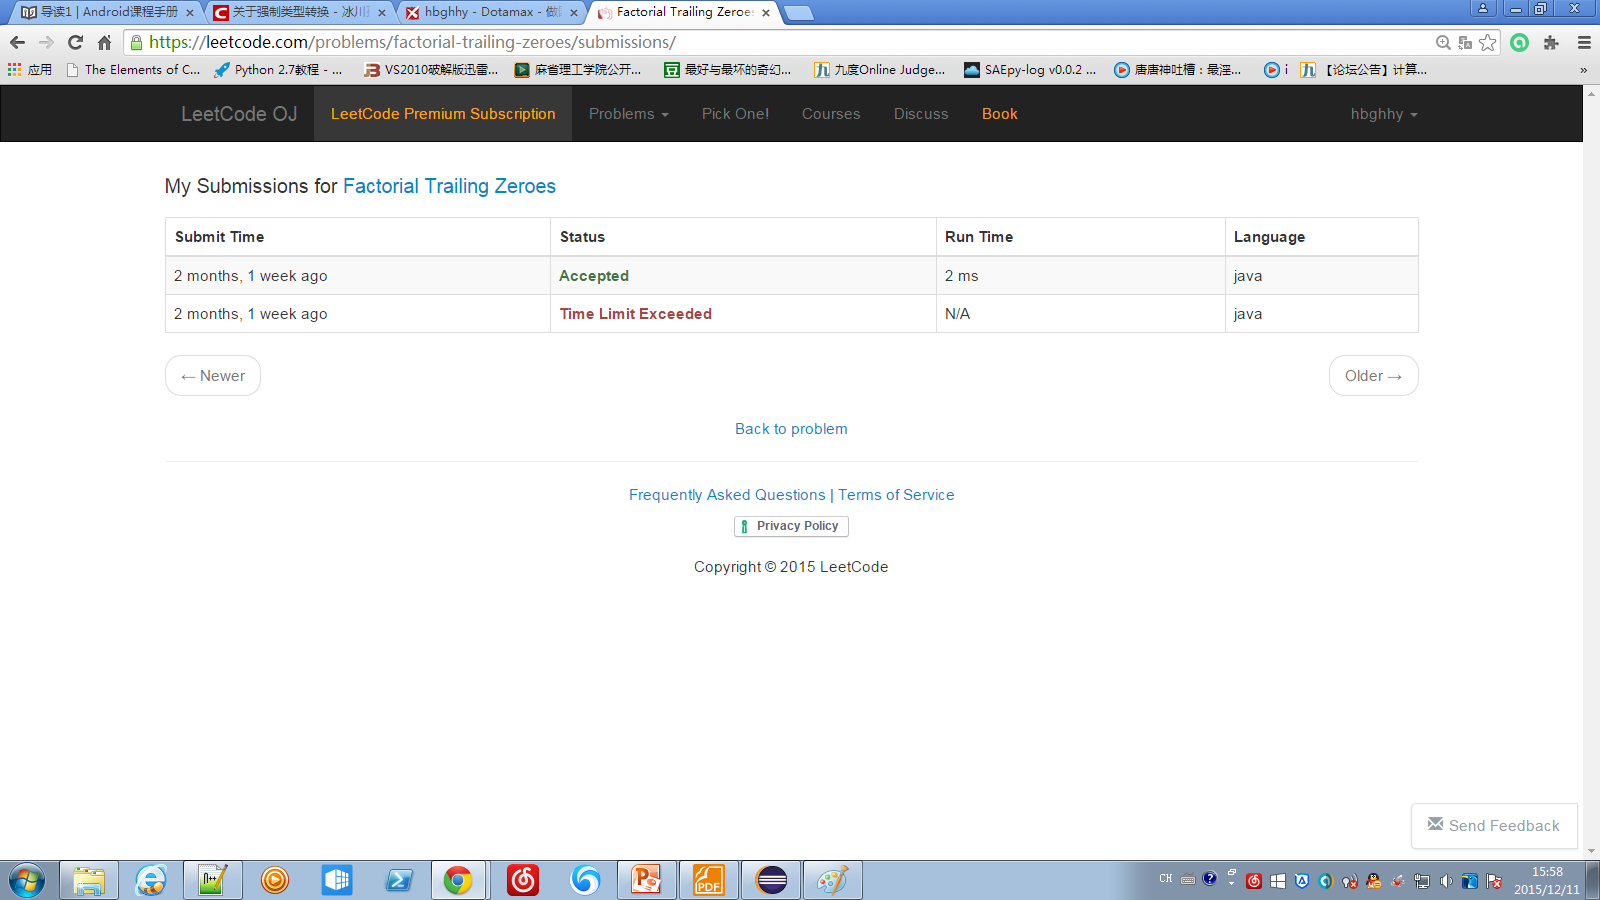 导读1 | Android课程手册
关于强制类型转换 - 冰川
hbghhy - Dotamax - 做
Factorial Trailing Zeroes
https://leetcode.com/problems/factorial-trailing-zeroes/submissions/
应用
The Elements of C...
Python 2.7教程 - ...
VS2010破解版迅雷...
麻省理工学院公开...
最好与最坏的奇幻...
九度Online Judge...
SAEpy-log v0.0.2 ...
唐唐神吐槽：最淫...
i
【论坛公告】计算...
»
LeetCode OJ
LeetCode Premium Subscription
Problems
Pick One!
Courses
Discuss
Book
hbghhy
My Submissions for Factorial Trailing Zeroes
Submit Time Status Run Time Language
2 months, 1 week ago Accepted 2 ms java
2 months, 1 week ago Time Limit Exceeded N/A java
← Newer
Older →
Back to problem
Frequently Asked Questions | Terms of Service
Privacy Policy
Copyright © 2015 LeetCode
Send Feedback
CH
15:58
2015/12/11